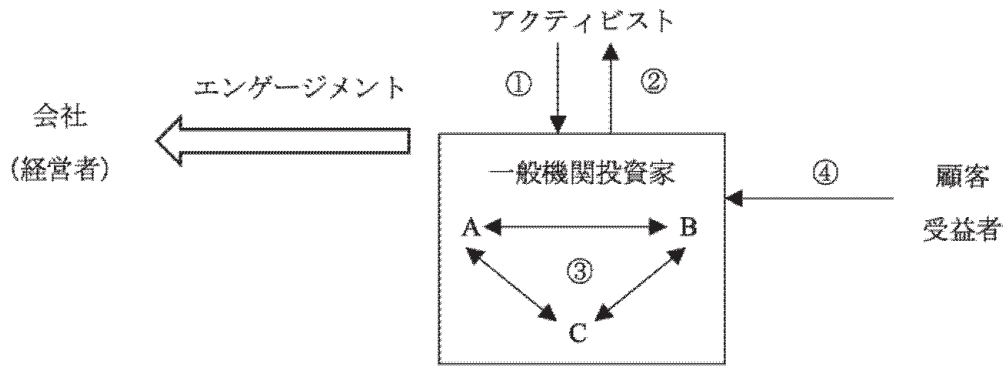 アクティビスト
① ②
エンゲージメント
会社
(経営者)
一般機関投資家
④
顧客
受益者
A B
③
C